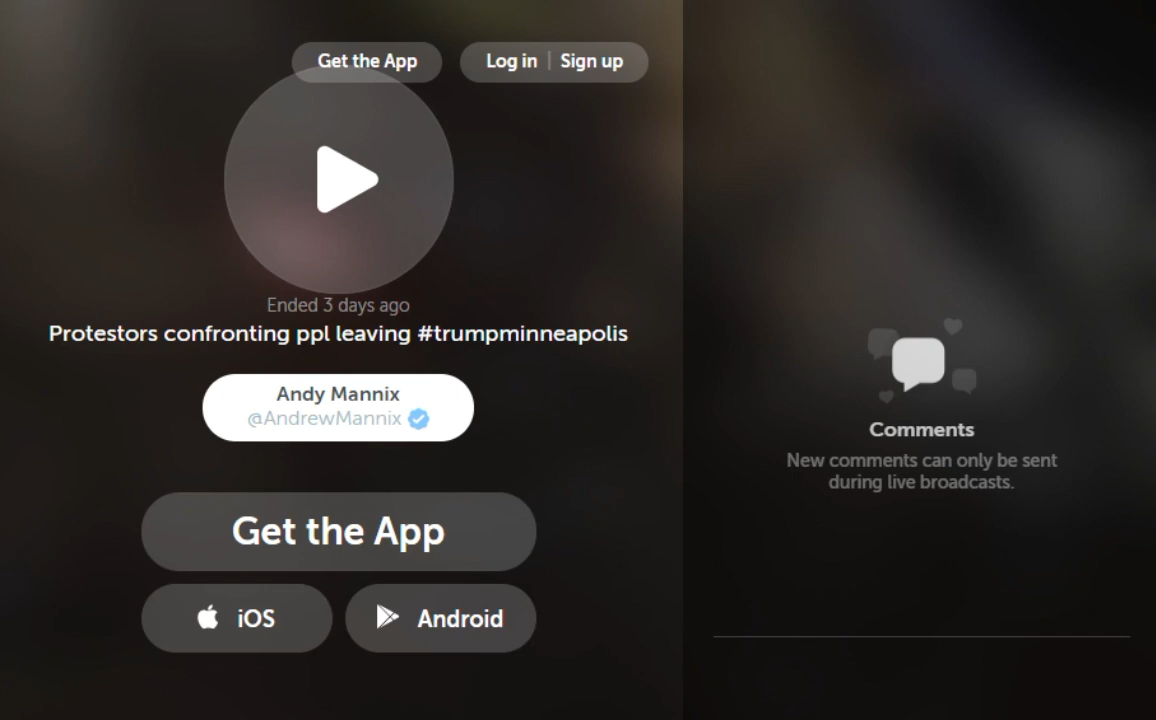 Get the App
Log in | Sign up
Ended 3 days ago
Protestors confronting ppl leaving #trumpminneapolis
Andy Mannix
@AndrewMannix
Get the App
iOS
Android
Comments
New comments can only be sent
during live broadcasts.